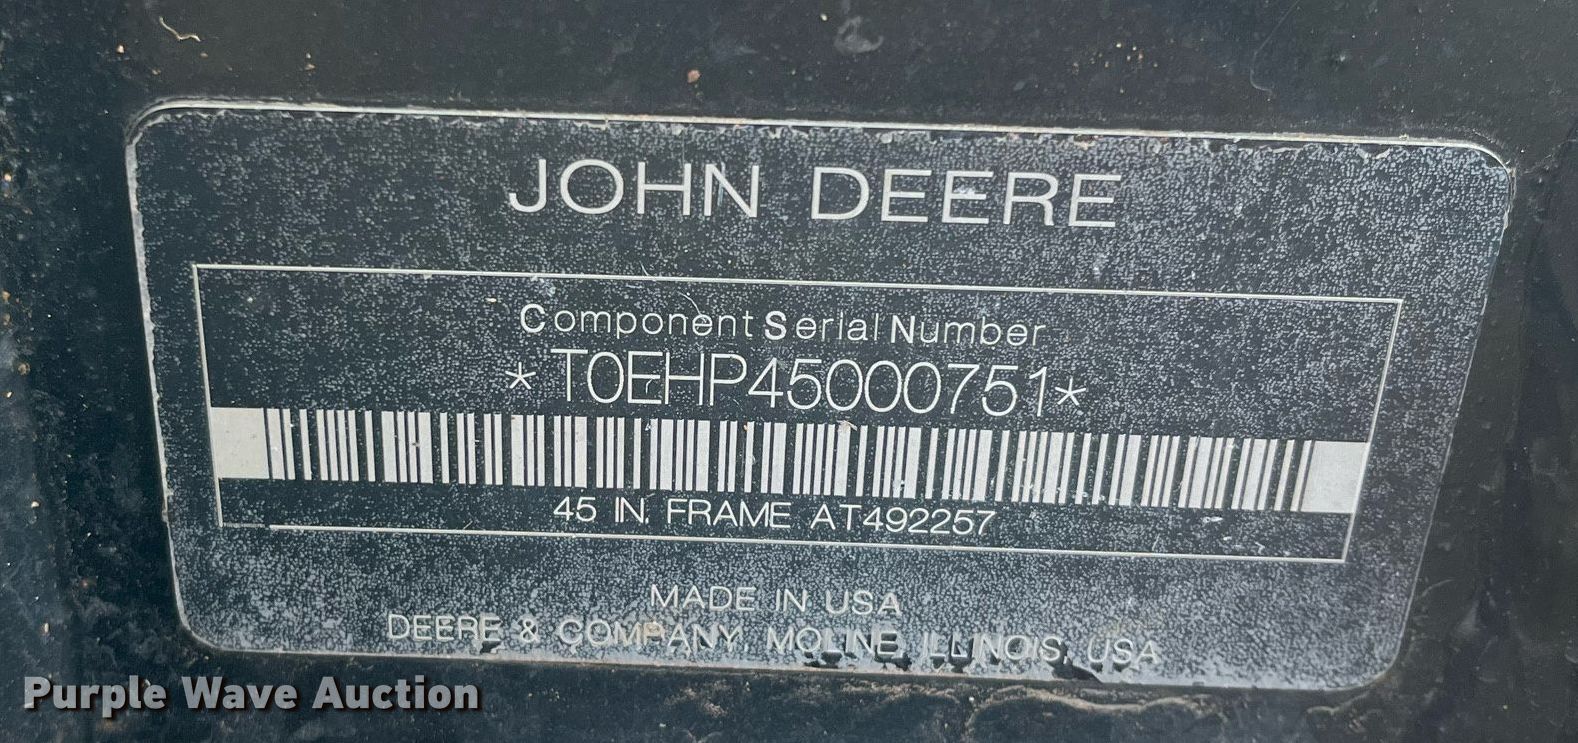 JOHN DEERE
Component Serial Number
*T0EHP45000751*
45 IN. FRAME AT492257
MADE IN USA
DEERE & COMPANY, MOLINE, ILLINOIS, USA
Purple Wave Auction